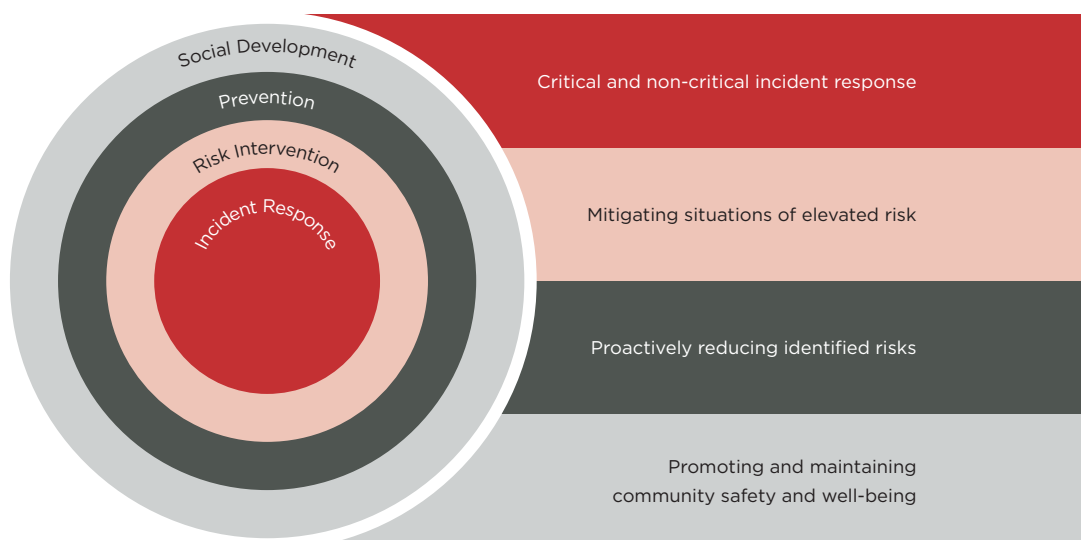 Social Development
Prevention
Risk Intervention
Incident Response
Critical and non-critical incident response
Mitigating situations of elevated risk
Proactively reducing identified risks
Promoting and maintaining
community safety and well-being